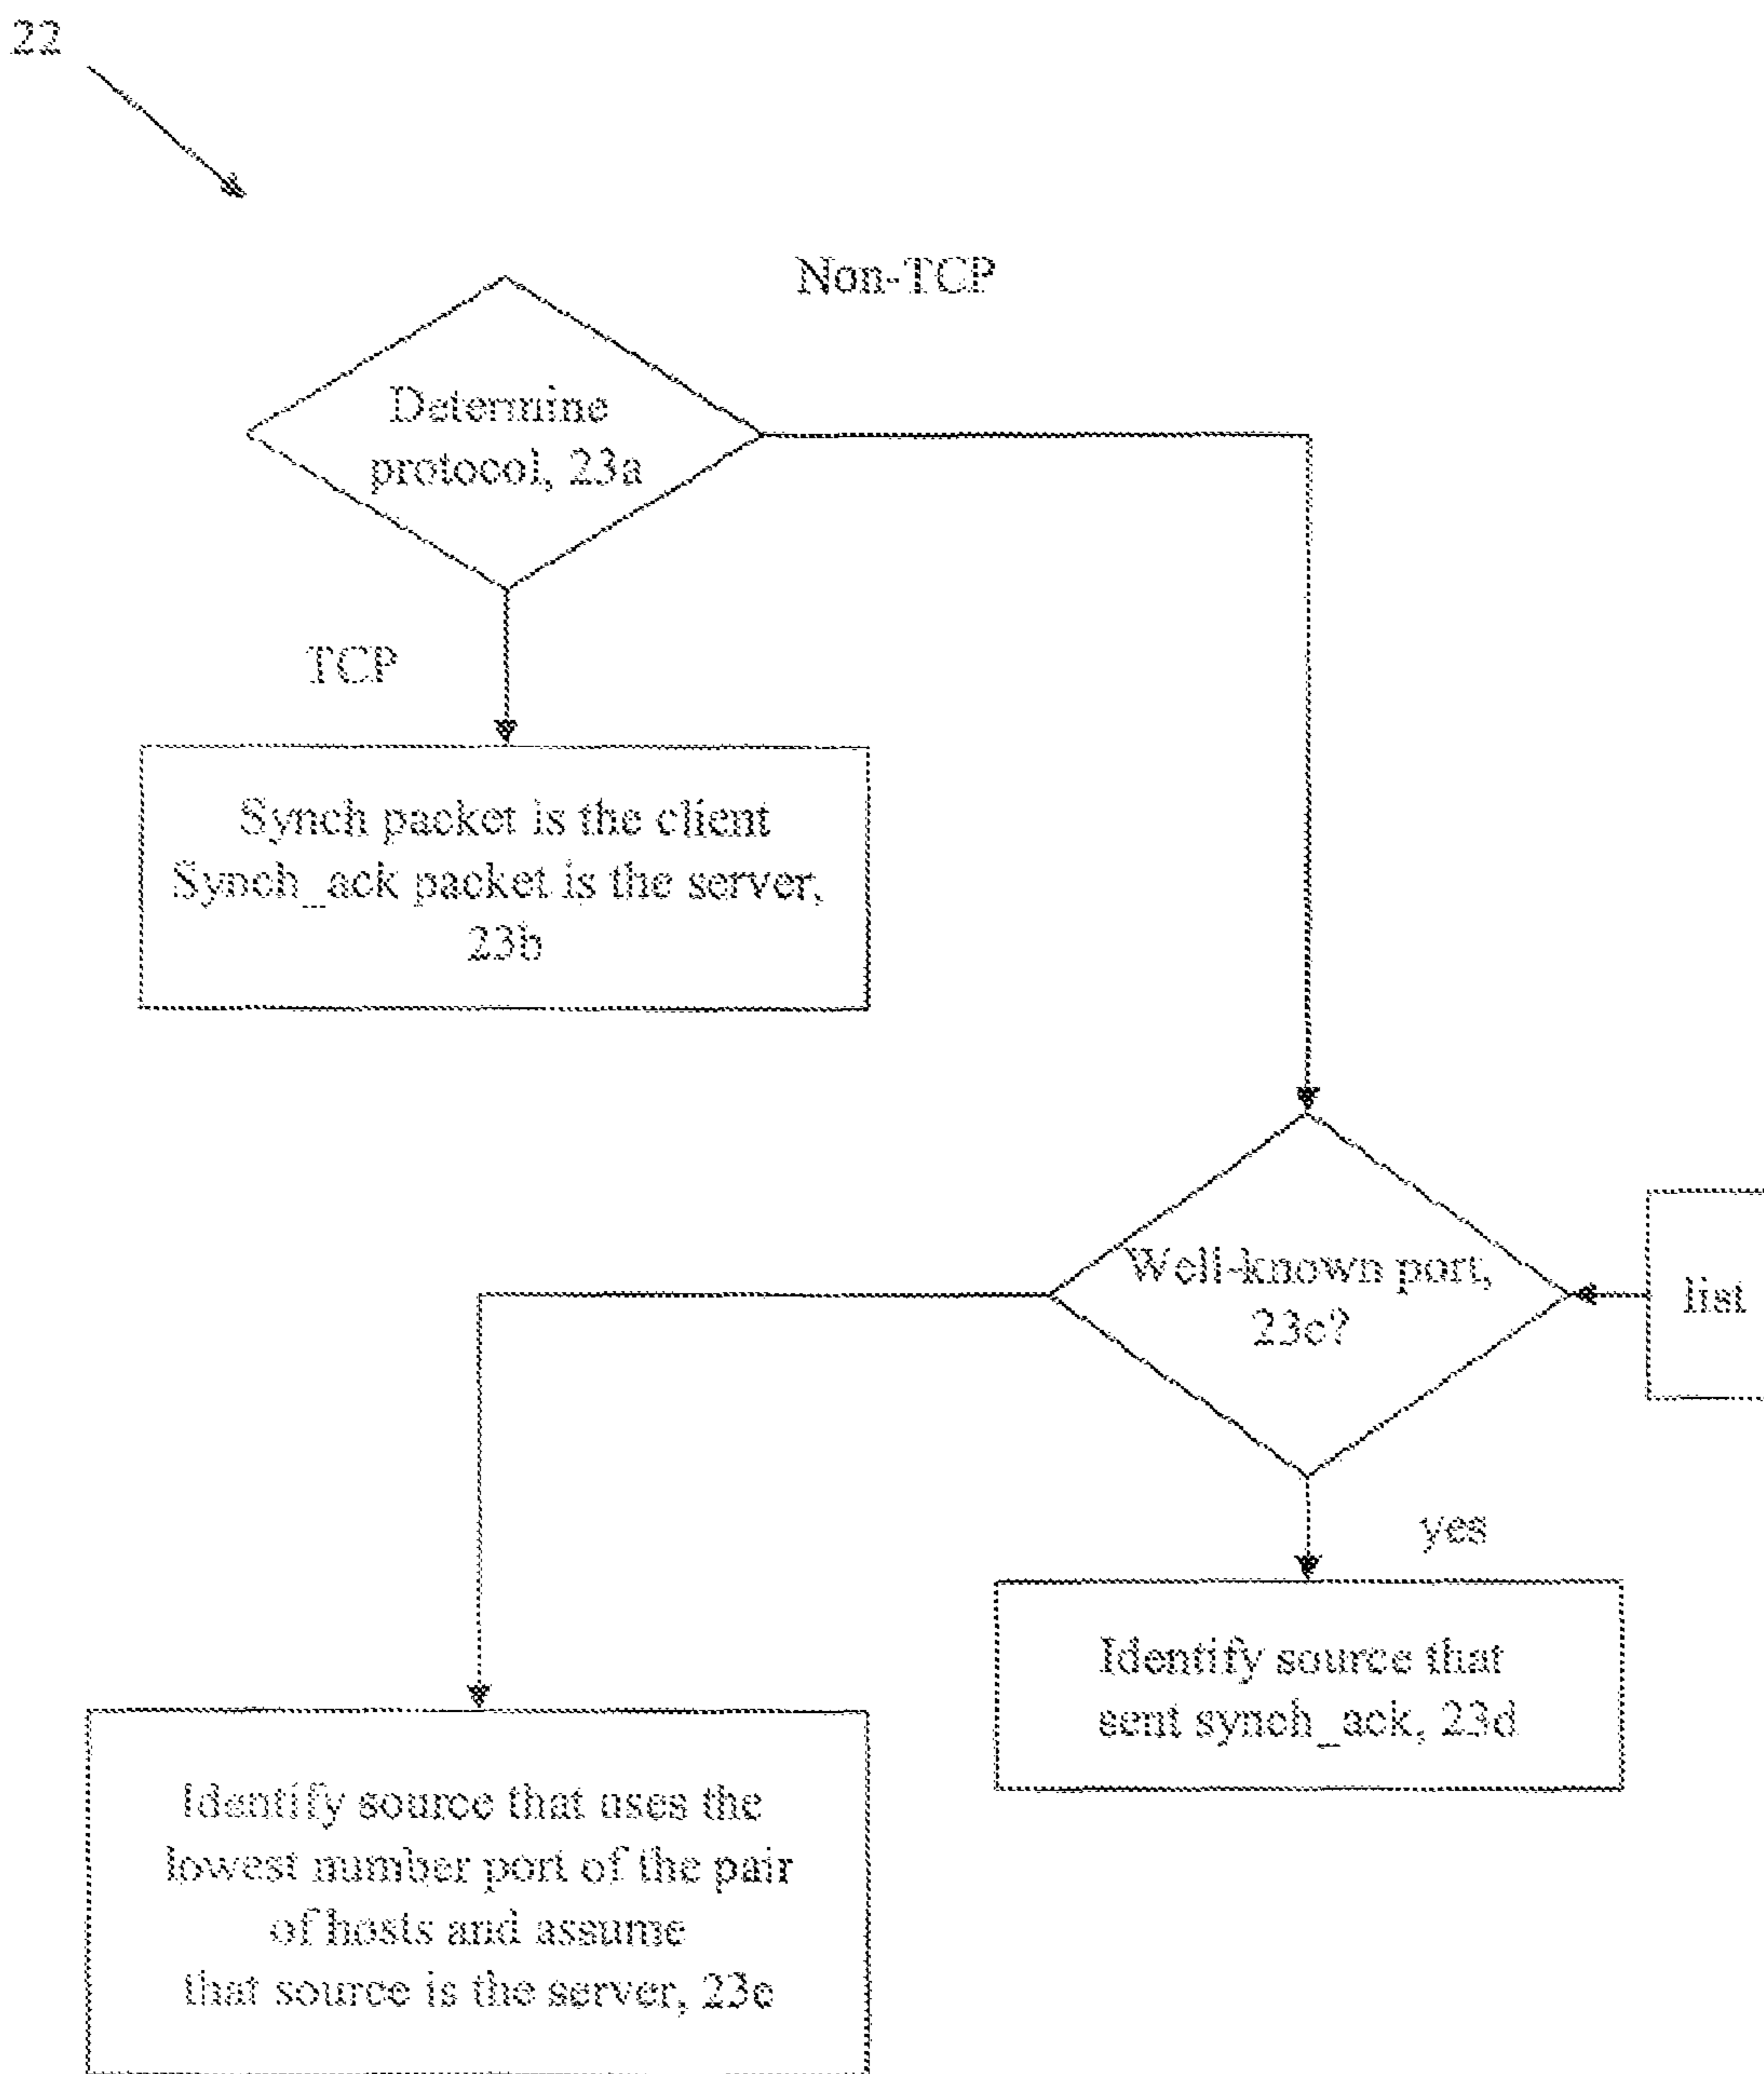 22
Non-TCP
Determine
protocol, 23a
TCP
Synch packet is the client
Synch_ack packet is the server,
23b
Well-known port,
23c?
list
yes
Identify source that
sent synch_ack, 23d
Identify source that uses the
lowest number port of the pair
of hosts and assume
that source is the server, 23e